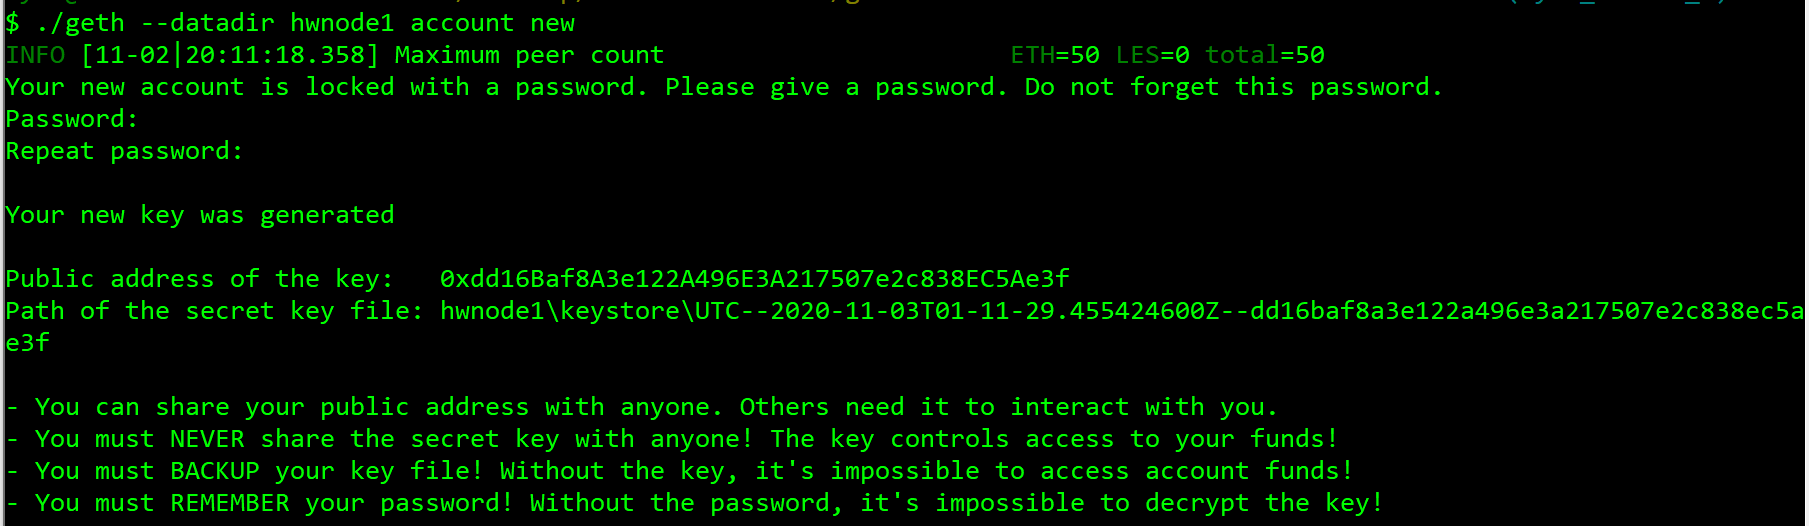 $ ./geth --datadir hwnode1 account new
INFO [11-02|20:11:18.358] Maximum peer count ETH=50 LES=0 total=50
Your new account is locked with a password. Please give a password. Do not forget this password.
Password:
Repeat password:
Your new key was generated
Public address of the key: 0xdd16Baf8A3e122A496E3A217507e2c838EC5Ae3f
Path of the secret key file: hwnode1\keystore\UTC--2020-11-03T01-11-29.455424600Z--dd16baf8a3e122a496e3a217507e2c838ec5a
e3f
- You can share your public address with anyone. Others need it to interact with you.
- You must NEVER share the secret key with anyone! The key controls access to your funds!
- You must BACKUP your key file! Without the key, it's impossible to access account funds!
- You must REMEMBER your password! Without the password, it's impossible to decrypt the key!